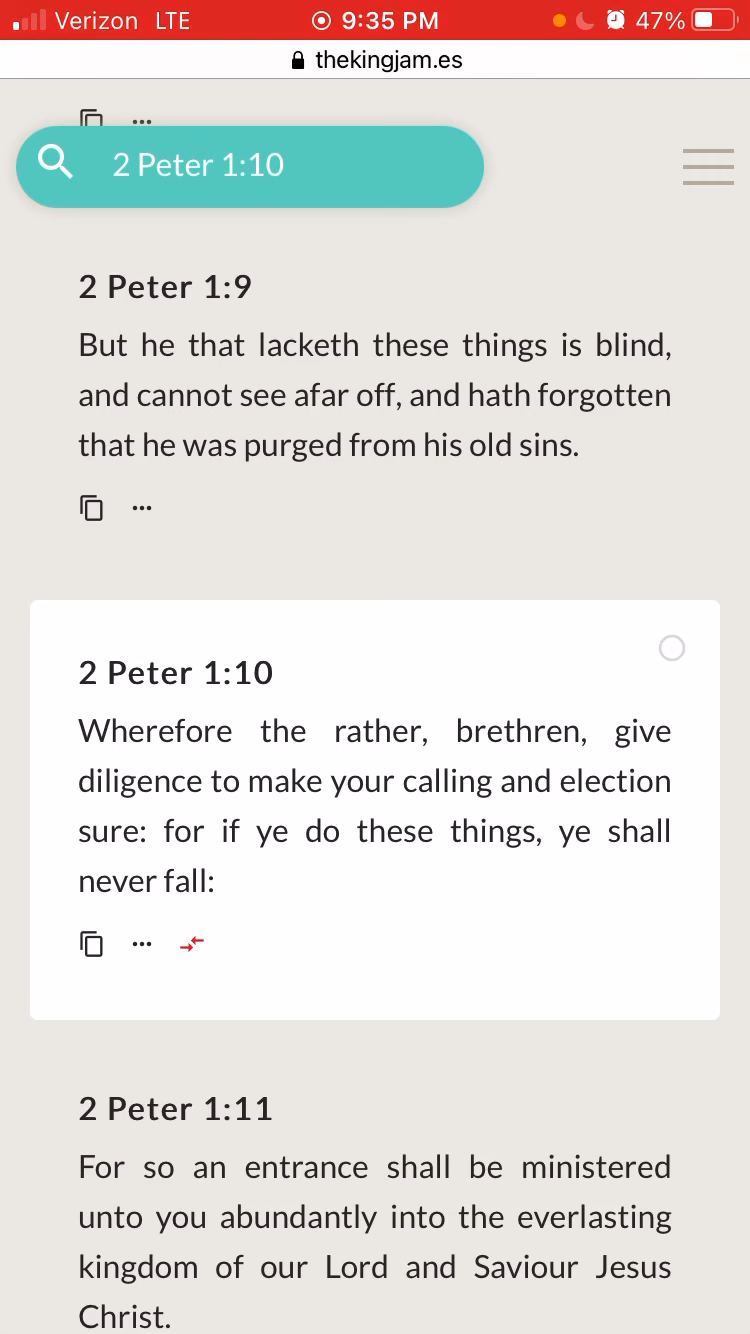 Verizon LTE 9:35 PM 47%
thekingjam.es
2 Peter 1:10
2 Peter 1:9
But he that lacketh these things is blind,
and cannot see afar off, and hath forgotten
that he was purged from his old sins.
2 Peter 1:10
Wherefore the rather, brethren, give
diligence to make your calling and election
sure: for if ye do these things, ye shall
never fall:
2 Peter 1:11
For so an entrance shall be ministered
unto you abundantly into the everlasting
kingdom of our Lord and Saviour Jesus
Christ.